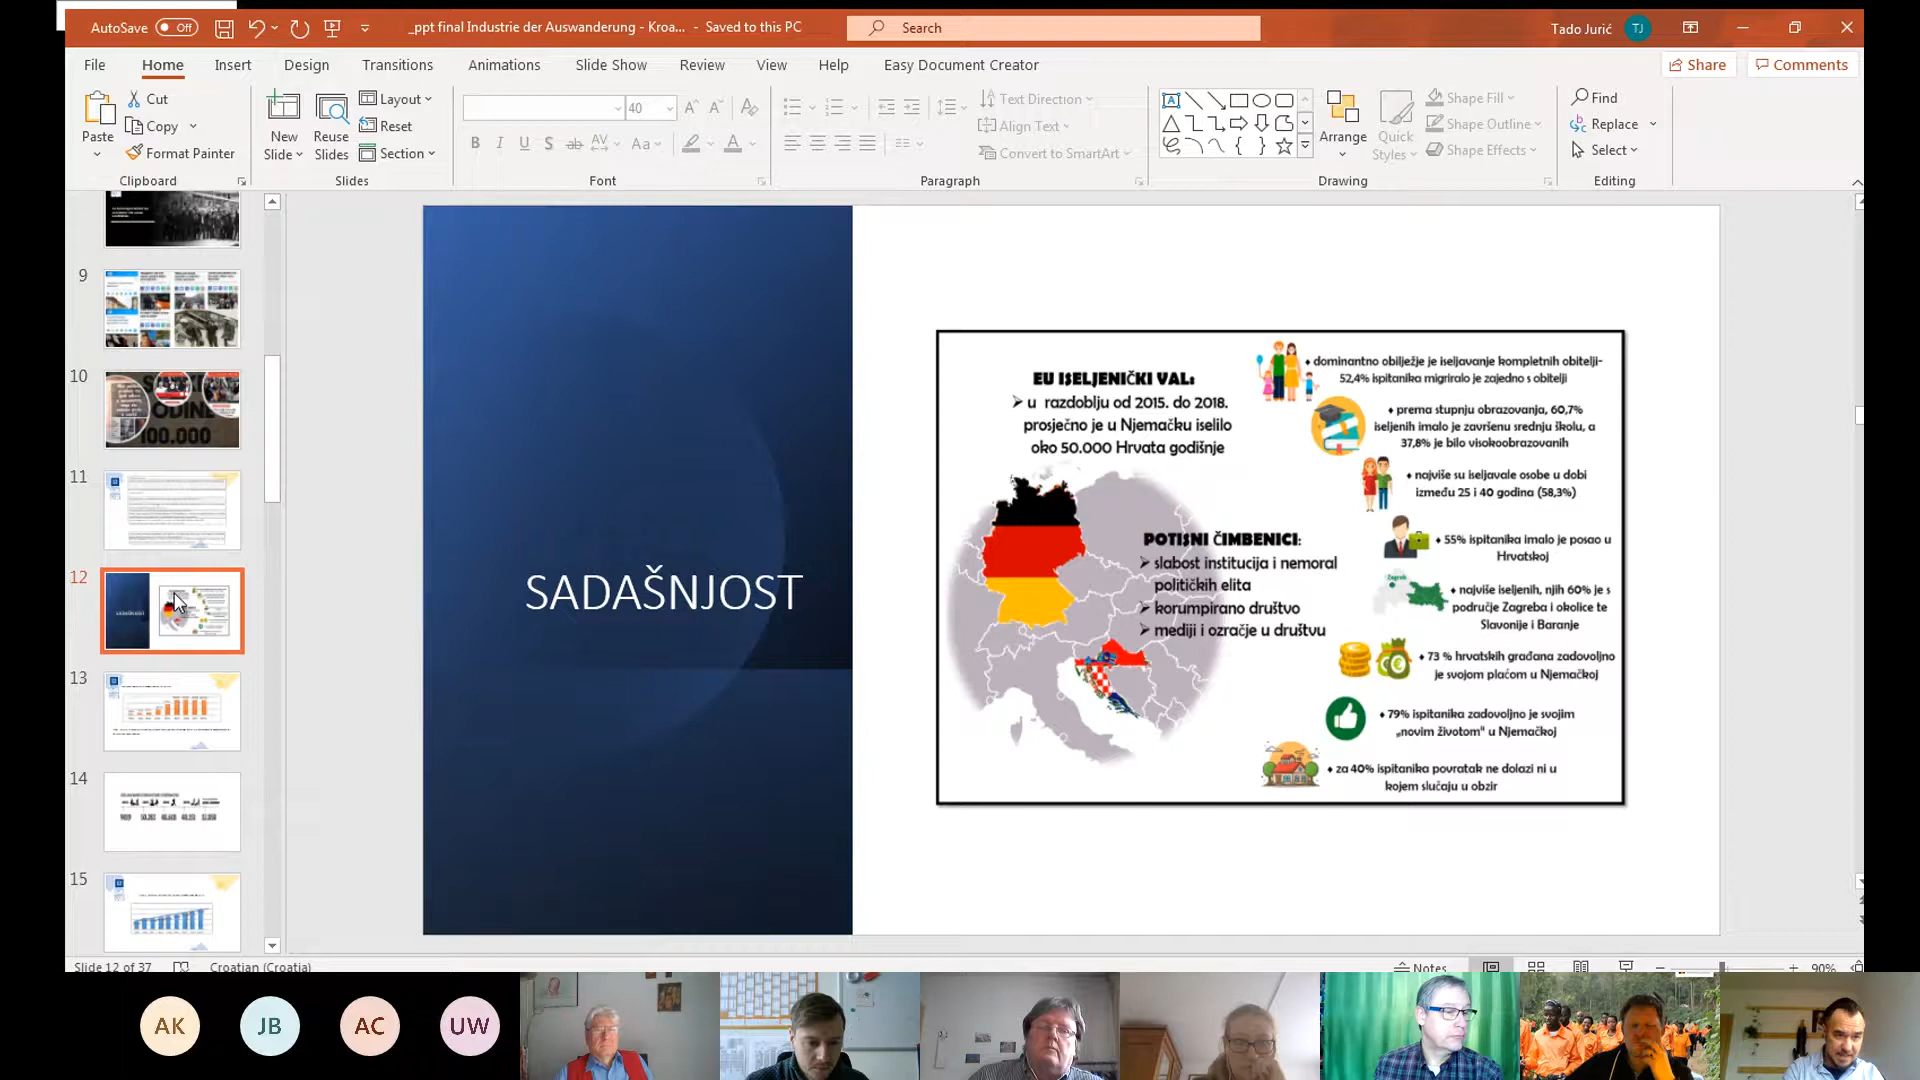 AutoSave Off
_ppt final Industrie der Auswanderung - Kroa... - Saved to this PC
Search
Tado Jurić TJ
File Home Insert Design Transitions Animations Slide Show Review View Help Easy Document Creator
Share Comments
Paste
Cut
Copy
Format Painter
Clipboard
New Slide
Reuse Slides
Layout
Reset
Section
Slides
40
Font
Text Direction
Align Text
Convert to SmartArt
Paragraph
Arrange
Quick Styles
Shape Fill
Shape Outline
Shape Effects
Drawing
Find
Replace
Select
Editing
9
10
100.000
11
12
13
14
15
SADAŠNJOST
EU ISELJENIČKI VAL:
u razdoblju od 2015. do 2018.
prosječno je u Njemačku iselilo
oko 50.000 Hrvata godišnje
POTISNI ČIMBENICI:
slabost institucija i nemoral
političkih elita
korumpirano društvo
mediji i ozračje u društvu
♦ dominantno obilježje je iseljavanje kompletnih obitelji-
52,4% ispitanika migriralo je zajedno s obitelji
♦ prema stupnju obrazovanja, 60,7%
iseljenih imalo je završenu srednju školu, a
37,8% je bilo visokoobrazovanih
♦ najviše su iseljavale osobe u dobi
između 25 i 40 godina (58,3%)
♦ 55% ispitanika imalo je posao u
Hrvatskoj
Zagreb
♦ najviše iseljenih, njih 60% je s
područje Zagreba i okolice te
Slavonije i Baranje
♦ 73 % hrvatskih građana zadovoljno
je svojom plaćom u Njemačkoj
♦ 79% ispitanika zadovoljno je svojim
„novim životom" u Njemačkoj
♦ za 40% ispitanika povratak ne dolazi ni u
kojem slučaju u obzir
Slide 12 of 37 Croatian (Croatia)
Notes
90%
AK JB AC UW